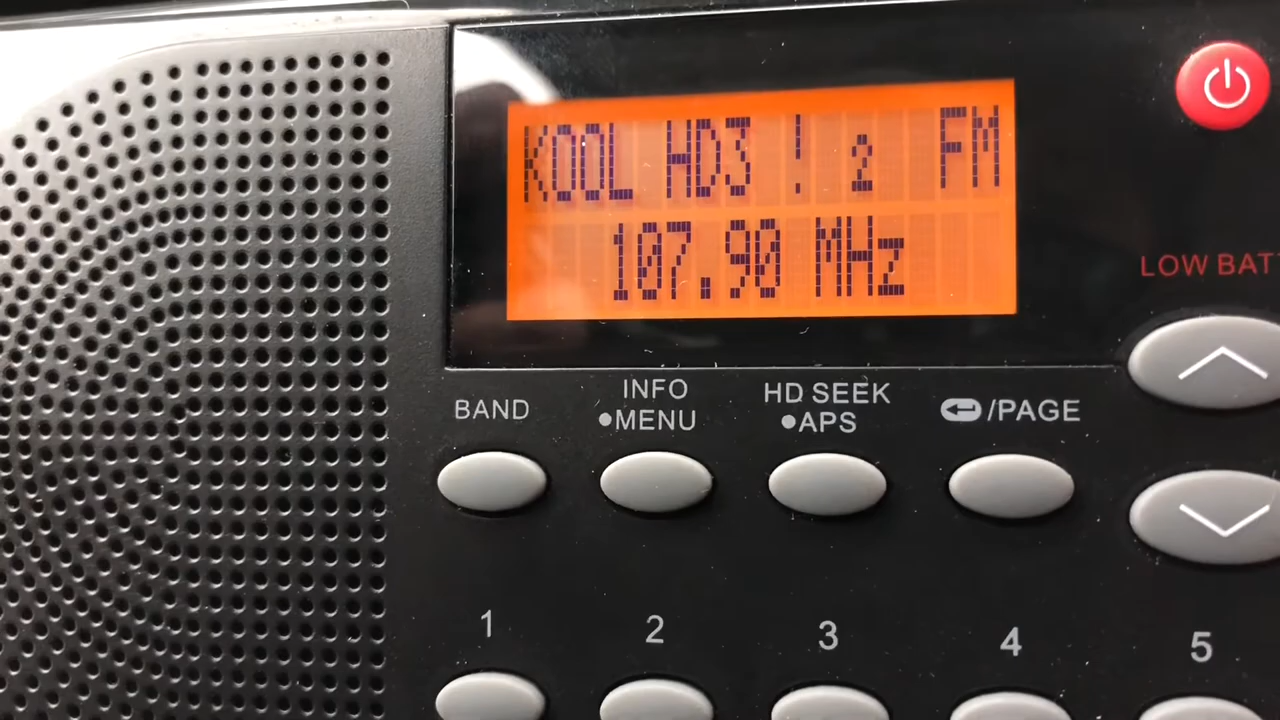 KOOL HD3 ! 2 FM
107.90 MHz
LOW BAT
BAND
INFO
•MENU
HD SEEK
•APS
/PAGE
1
2
3
4
5